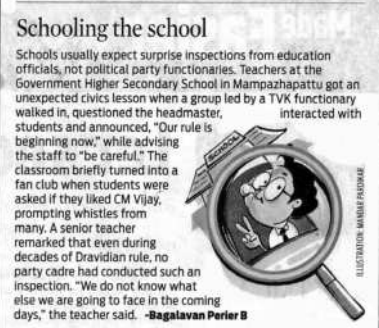 Schooling the school
Schools usually expect surprise inspections from education
officials, not political party functionaries. Teachers at the
Government Higher Secondary School in Mampazhapattu got an
unexpected civics lesson when a group led by a TVK functionary
walked in, questioned the headmaster, interacted with
students and announced, “Our rule is
beginning now,” while advising
the staff to “be careful.” The
classroom briefly turned into a
fan club when students were
asked if they liked CM Vijay,
prompting whistles from
many. A senior teacher
remarked that even during
decades of Dravidian rule, no
party cadre had conducted such an
inspection. “We do not know what
else we are going to face in the coming
days,” the teacher said. -Bagalavan Perier B
SCHOOL
ILLUSTRATION: MANDAR PARDIKAR